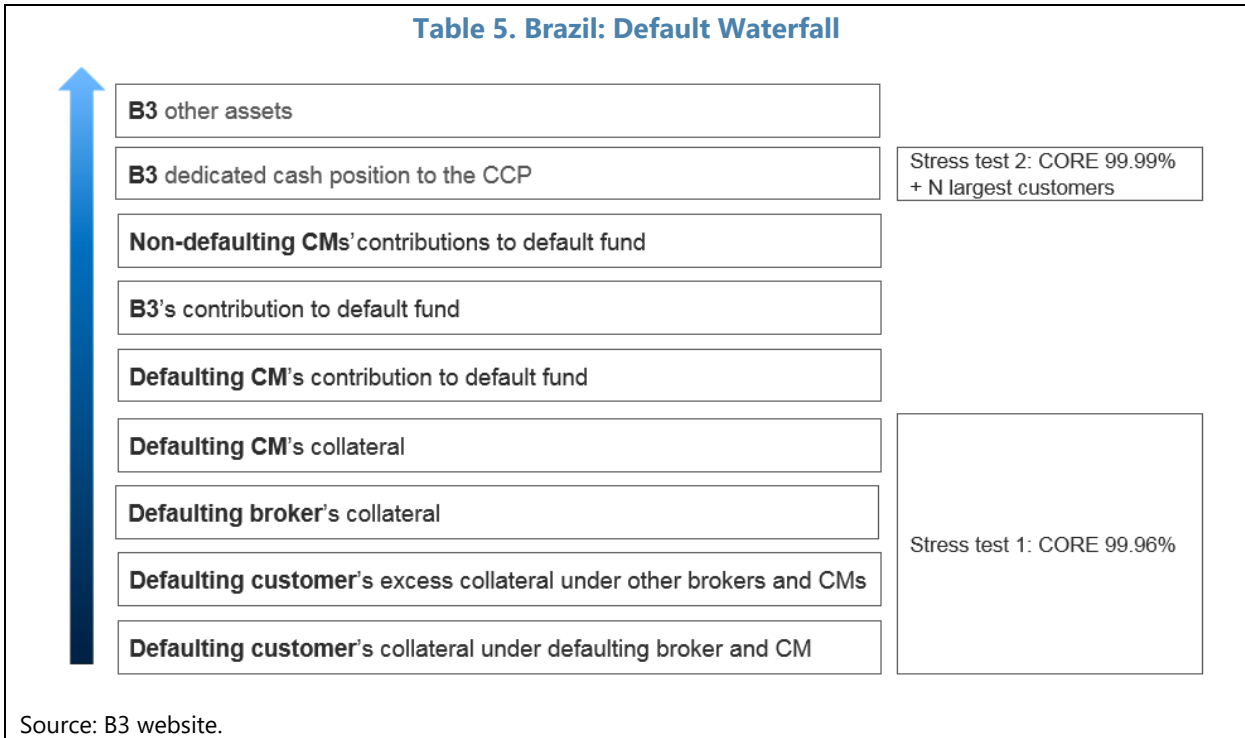 Table 5. Brazil: Default Waterfall
B3 other assets
B3 dedicated cash position to the CCP
Stress test 2: CORE 99.99%
+ N largest customers
Non-defaulting CMs'contributions to default fund
B3's contribution to default fund
Defaulting CM's contribution to default fund
Defaulting CM's collateral
Defaulting broker's collateral
Stress test 1: CORE 99.96%
Defaulting customer's excess collateral under other brokers and CMs
Defaulting customer's collateral under defaulting broker and CM
Source: B3 website.